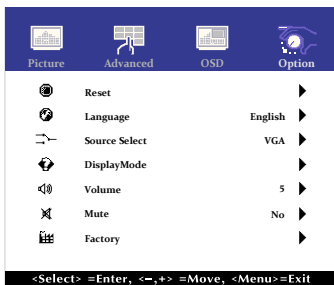 Picture Advanced OSD Option
Reset
Language English
Source Select VGA
DisplayMode
Volume 5
Mute No
Factory
<Select> =Enter, <−,+> =Move, <Menu>=Exit